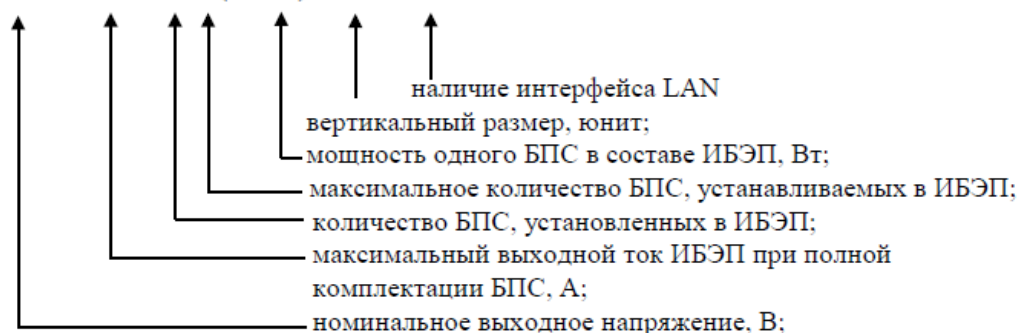 наличие интерфейса LAN
вертикальный размер, юнит;
мощность одного БПС в составе ИБЭП, Вт;
максимальное количество БПС, устанавливаемых в ИБЭП;
количество БПС, установленных в ИБЭП;
максимальный выходной ток ИБЭП при полной
комплектации БПС, А;
номинальное выходное напряжение, В;